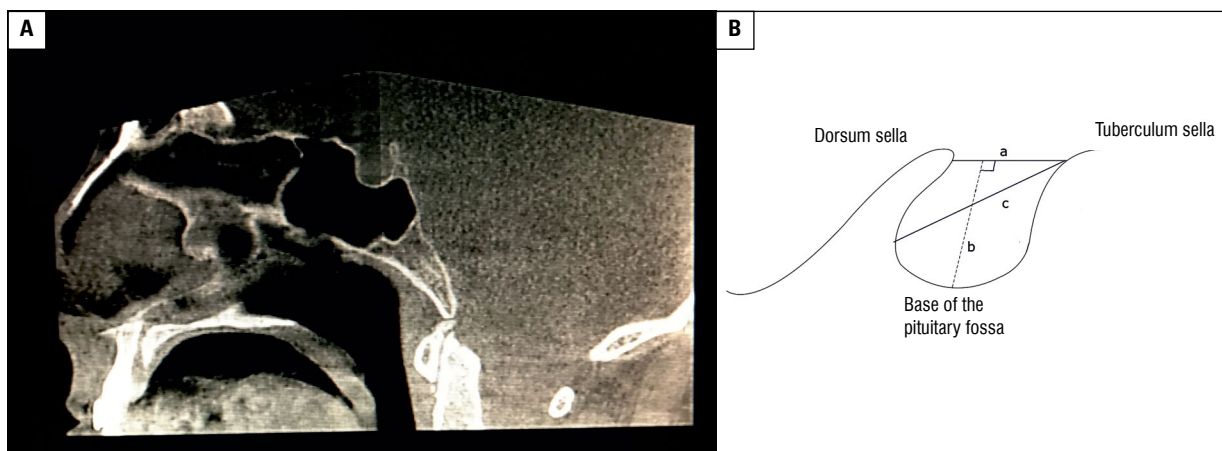 A
B
Dorsum sella
Tuberculum sella
a
c
b
Base of the
pituitary fossa